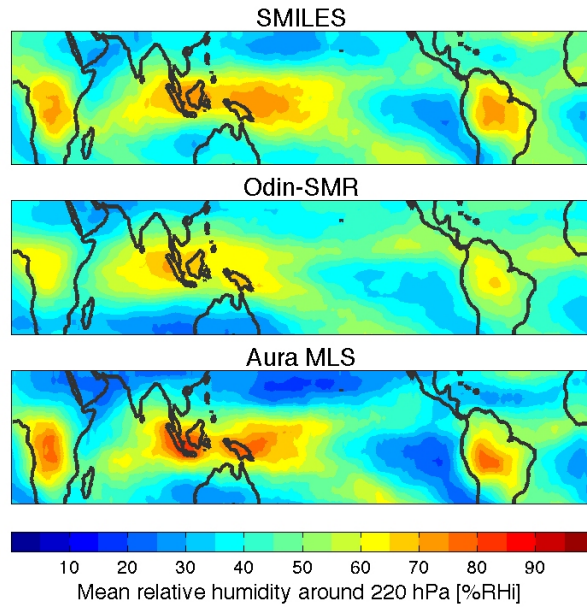 SMILES
Odin-SMR
Aura MLS
10 20 30 40 50 60 70 80 90
Mean relative humidity around 220 hPa [%RHi]